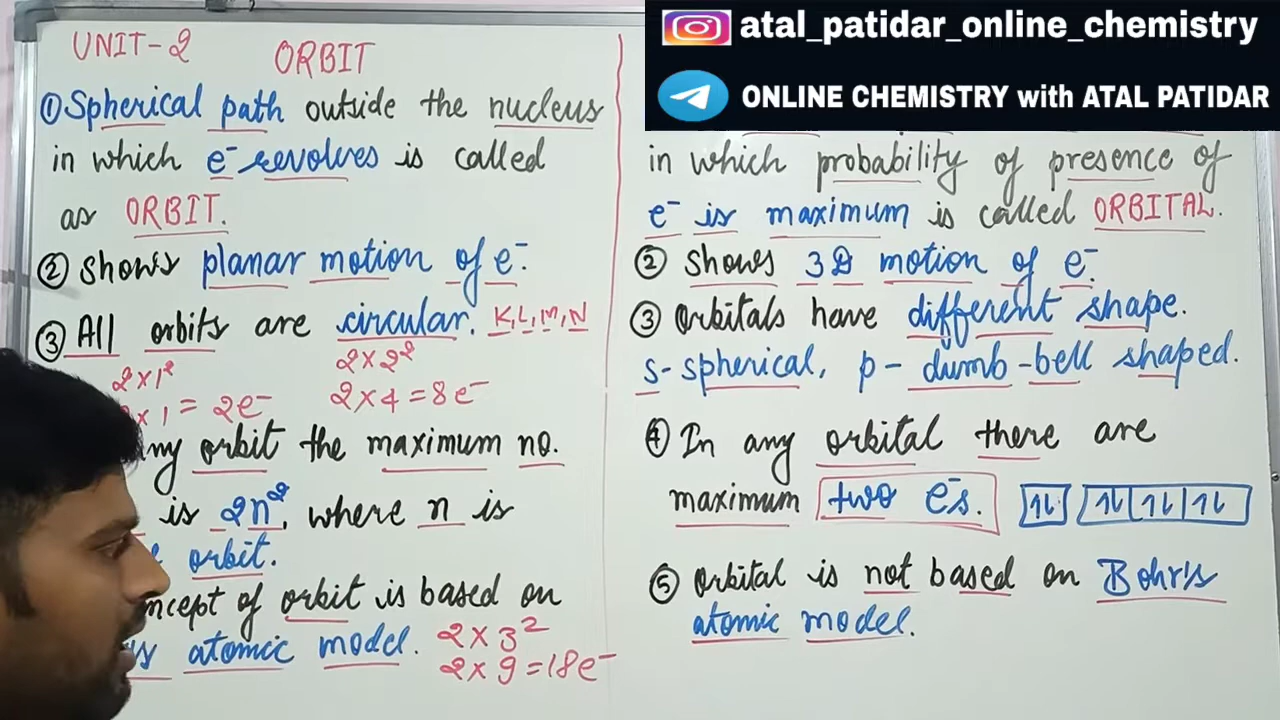 UNIT-2 ORBIT
① Spherical path outside the nucleus
in which e⁻ revolves is called
as ORBIT.
② Shows planar motion of e⁻.
③ All orbits are circular. K, L, M, N
2×1² 2×2²
× 1 = 2e⁻ 2×4 = 8e⁻
orbit the maximum no.
is 2n², where n is
orbit.
of orbit is based on
atomic model. 2×3²
2×9 = 18e⁻
atal_patidar_online_chemistry
ONLINE CHEMISTRY with ATAL PATIDAR
in which probability of presence of
e⁻ is maximum is called ORBITAL.
② Shows 3D motion of e⁻.
③ Orbitals have different shape.
s- spherical, p- dumb-bell shaped.
④ In any orbital there are
maximum two e⁻s. 1l 1l 1l 1l
⑤ Orbital is not based on Bohr's
atomic model.